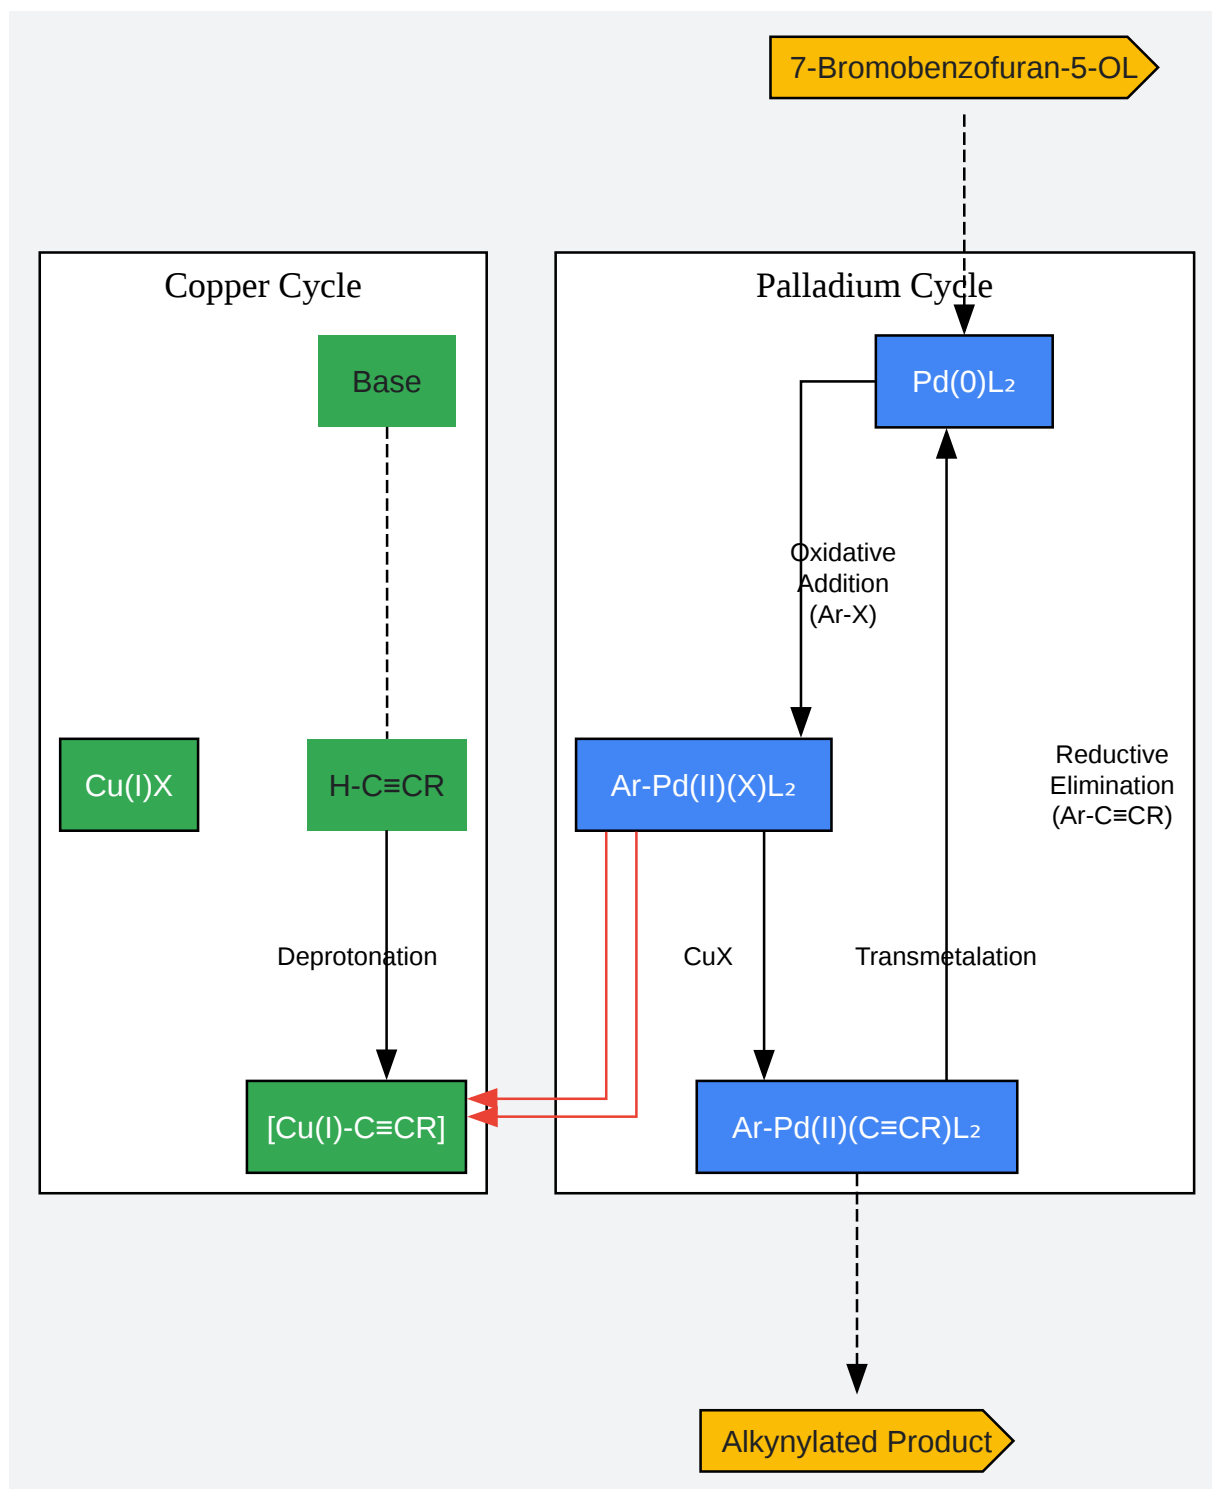 7-Bromobenzofuran-5-OL
Copper Cycle
Palladium Cycle
Base
Pd(0)L₂
Oxidative
Addition
(Ar-X)
Cu(I)X
H-C≡CR
Ar-Pd(II)(X)L₂
Reductive
Elimination
(Ar-C≡CR)
Deprotonation
CuX
Transmetalation
[Cu(I)-C≡CR]
Ar-Pd(II)(C≡CR)L₂
Alkynylated Product